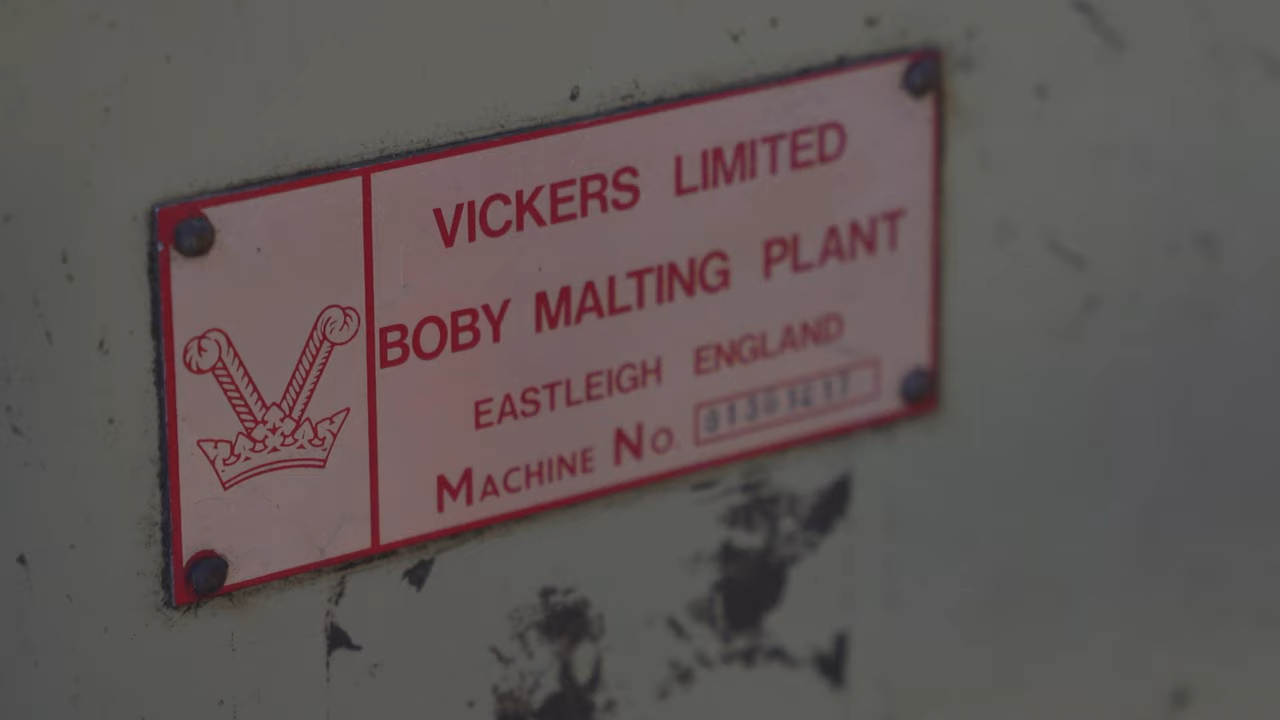 VICKERS LIMITED
BOBY MALTING PLANT
EASTLEIGH ENGLAND
MACHINE No.